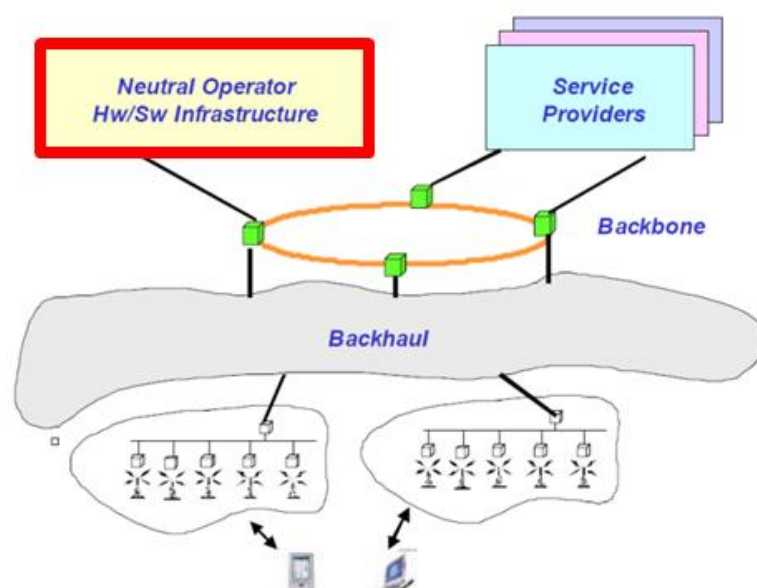 Neutral Operator
Hw/Sw Infrastructure
Service
Providers
Backbone
Backhaul